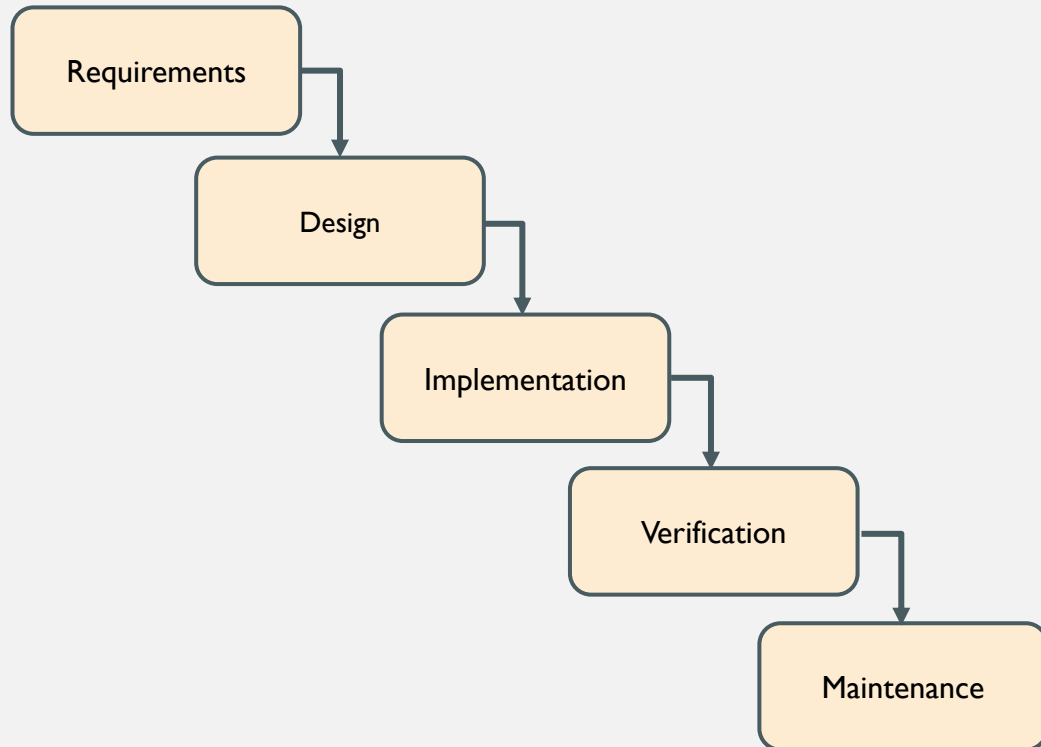 Requirements
Design
Implementation
Verification
Maintenance